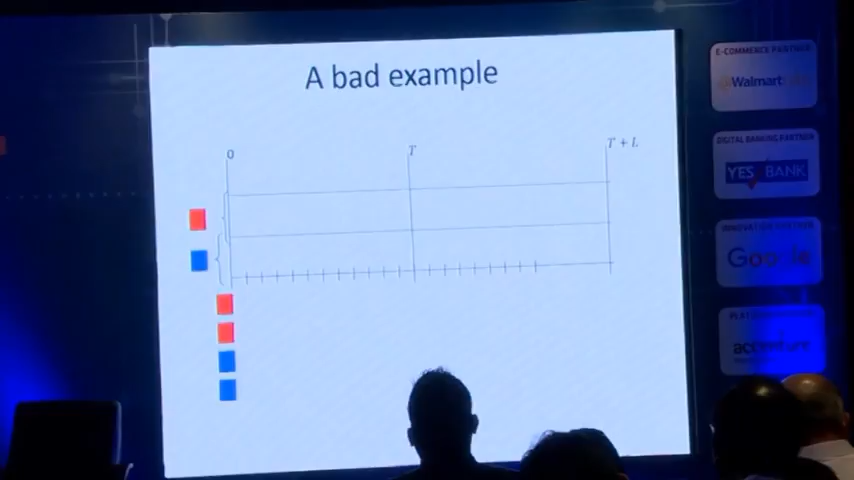 A bad example
0
T
T + L
E-COMMERCE PARTNER
Walmart
DIGITAL BANKING PARTNER
YES BANK
INNOVATION PARTNER
Google
accenture